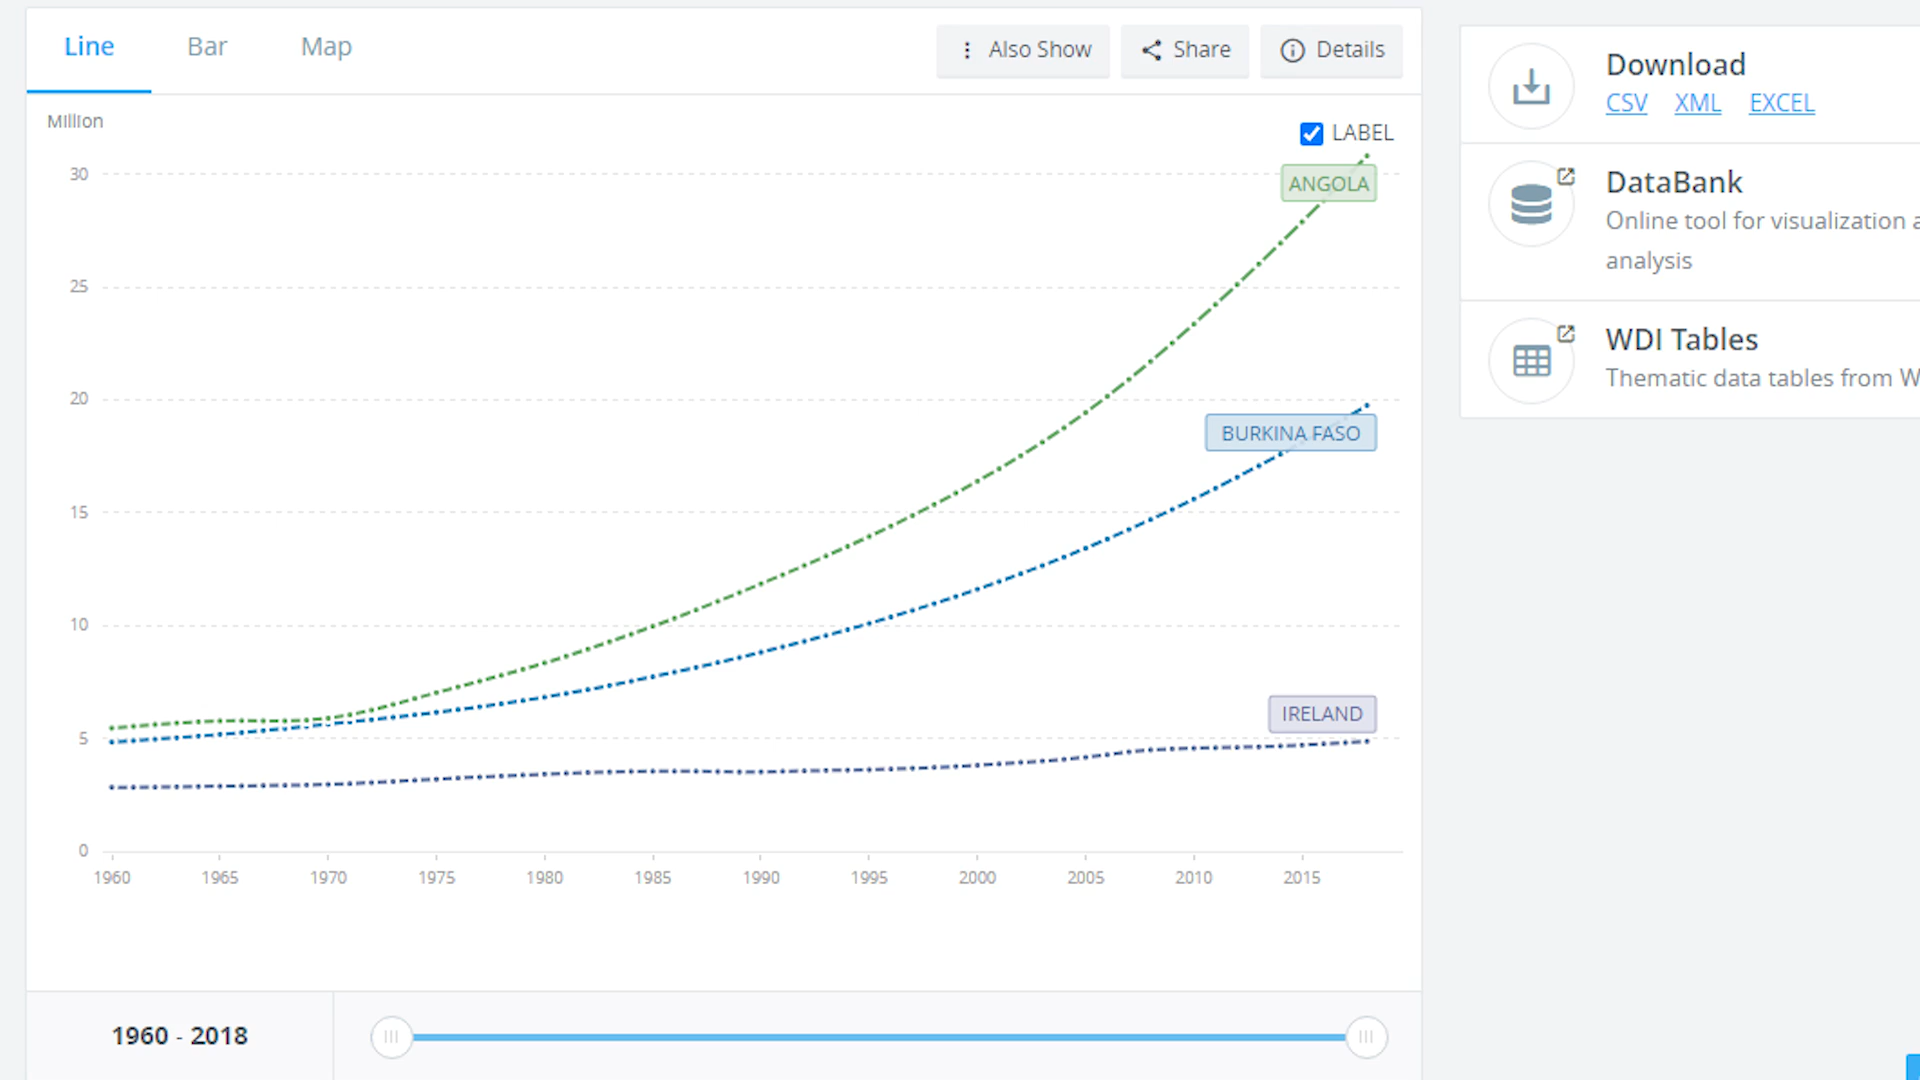 Line
Bar
Map
Also Show
Share
Details
Million
LABEL
30
ANGOLA
25
20
BURKINA FASO
15
10
IRELAND
5
0
1960
1965
1970
1975
1980
1985
1990
1995
2000
2005
2010
2015
1960 - 2018
Download
CSV XML EXCEL
DataBank
Online tool for visualization
analysis
WDI Tables
Thematic data tables from